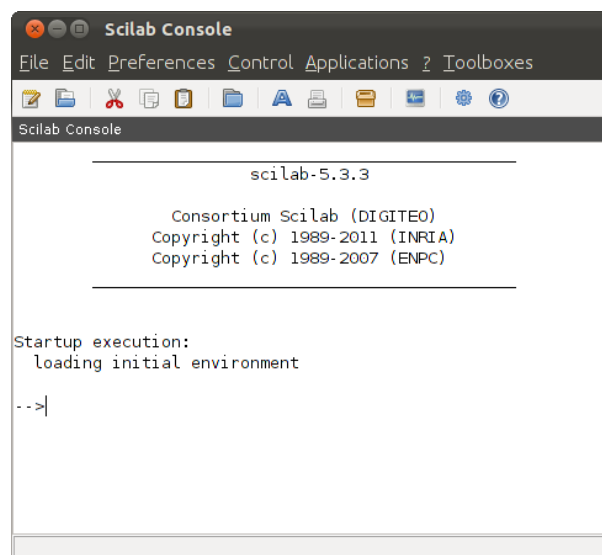 Scilab Console
File Edit Preferences Control Applications ? Toolboxes
Scilab Console
scilab-5.3.3
Consortium Scilab (DIGITEO)
Copyright (c) 1989-2011 (INRIA)
Copyright (c) 1989-2007 (ENPC)
Startup execution:
loading initial environment
-->